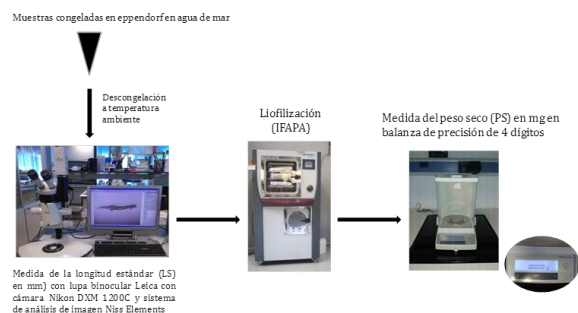 Muestras congeladas en eppendorf en agua de mar
Descongelación
a temperatura
ambiente
Liofilización
(IFAPA)
Medida del peso seco (PS) en mg en
balanza de precisión de 4 dígitos
Medida de la longitud estándar (LS)
en mm) con lupa binocular Leica con
cámara Nikon DXM 1200C y sistema
de análisis de imagen Niss Elements